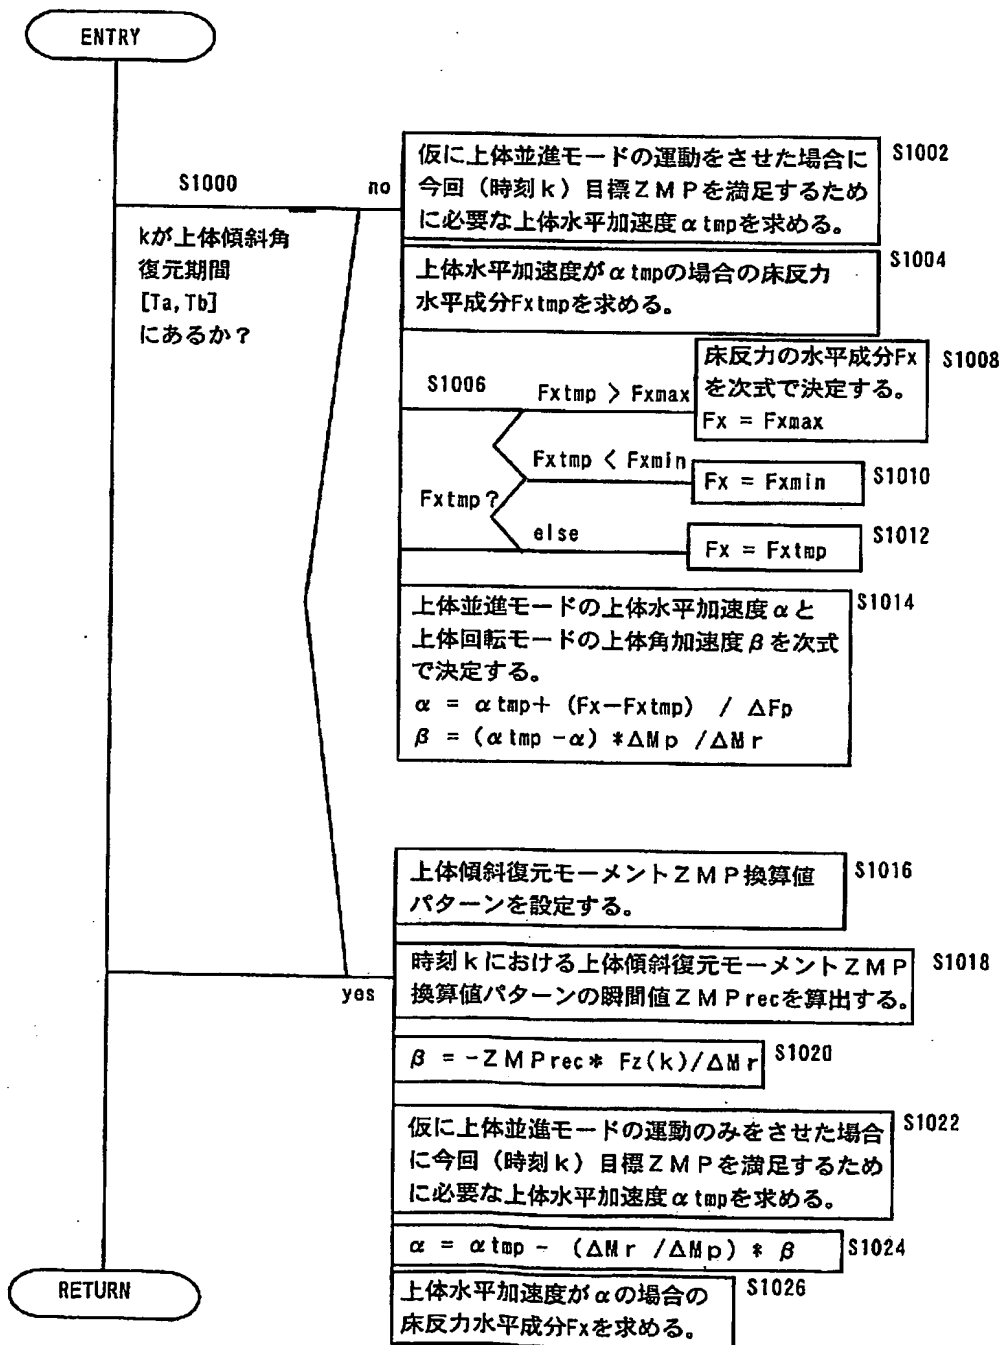 ENTRY
S1000
no
kが上体傾斜角
復元期間
[Ta,Tb]
にあるか？
仮に上体並進モードの運動をさせた場合に
今回（時刻k）目標ZMPを満足するため
に必要な上体水平加速度αtmpを求める。
S1002
上体水平加速度がαtmpの場合の床反力
水平成分Fxtmpを求める。
S1004
S1006
Fxtmp？
Fxtmp > Fxmax
床反力の水平成分Fx
を次式で決定する。
Fx = Fxmax
S1008
Fxtmp < Fxmin
Fx = Fxmin
S1010
else
Fx = Fxtmp
S1012
上体並進モードの上体水平加速度αと
上体回転モードの上体角加速度βを次式
で決定する。
α = αtmp+ (Fx-Fxtmp) / ΔFp
β = (αtmp -α) *ΔMp /ΔMr
S1014
yes
上体傾斜復元モーメントZMP換算値
パターンを設定する。
S1016
時刻kにおける上体傾斜復元モーメントZMP
換算値パターンの瞬間値ZMPrecを算出する。
S1018
β = -ZMPrec* Fz(k)/ΔMr
S1020
仮に上体並進モードの運動のみをさせた場合
に今回（時刻k）目標ZMPを満足するため
に必要な上体水平加速度αtmpを求める。
S1022
α = αtmp - (ΔMr /ΔMp) * β
S1024
上体水平加速度がαの場合の
床反力水平成分Fxを求める。
S1026
RETURN